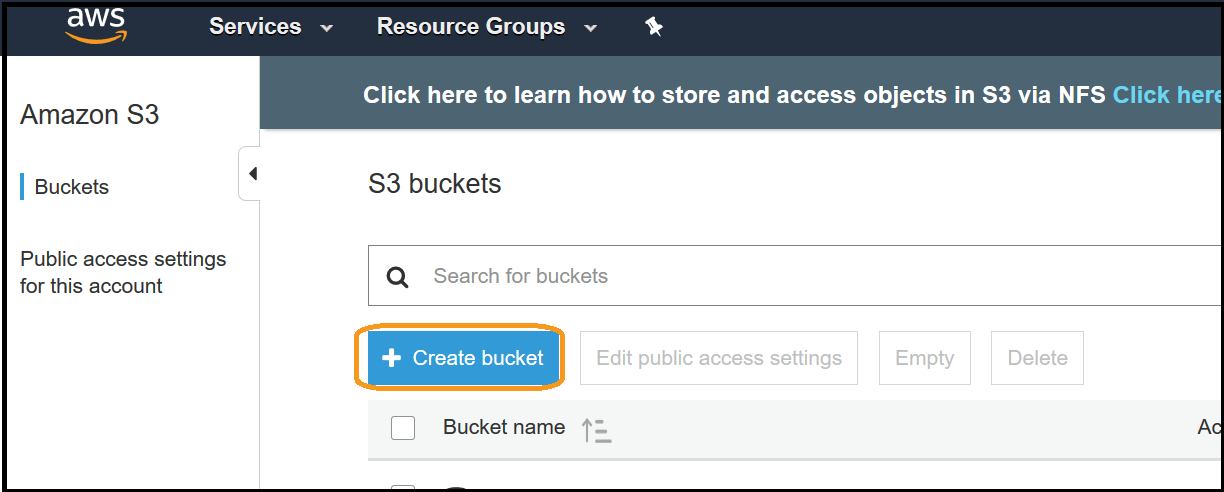 aws
Services
Resource Groups
Amazon S3
Buckets
Public access settings
for this account
Click here to learn how to store and access objects in S3 via NFS Click here
S3 buckets
Search for buckets
+ Create bucket
Edit public access settings
Empty
Delete
Bucket name
Ac